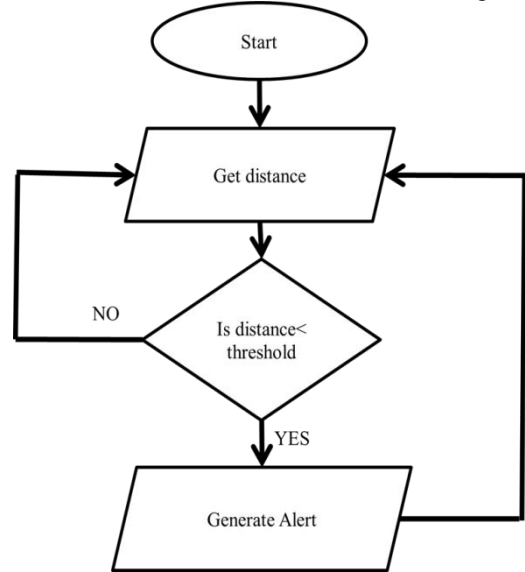 Start
Get distance
NO
Is distance<
threshold
YES
Generate Alert